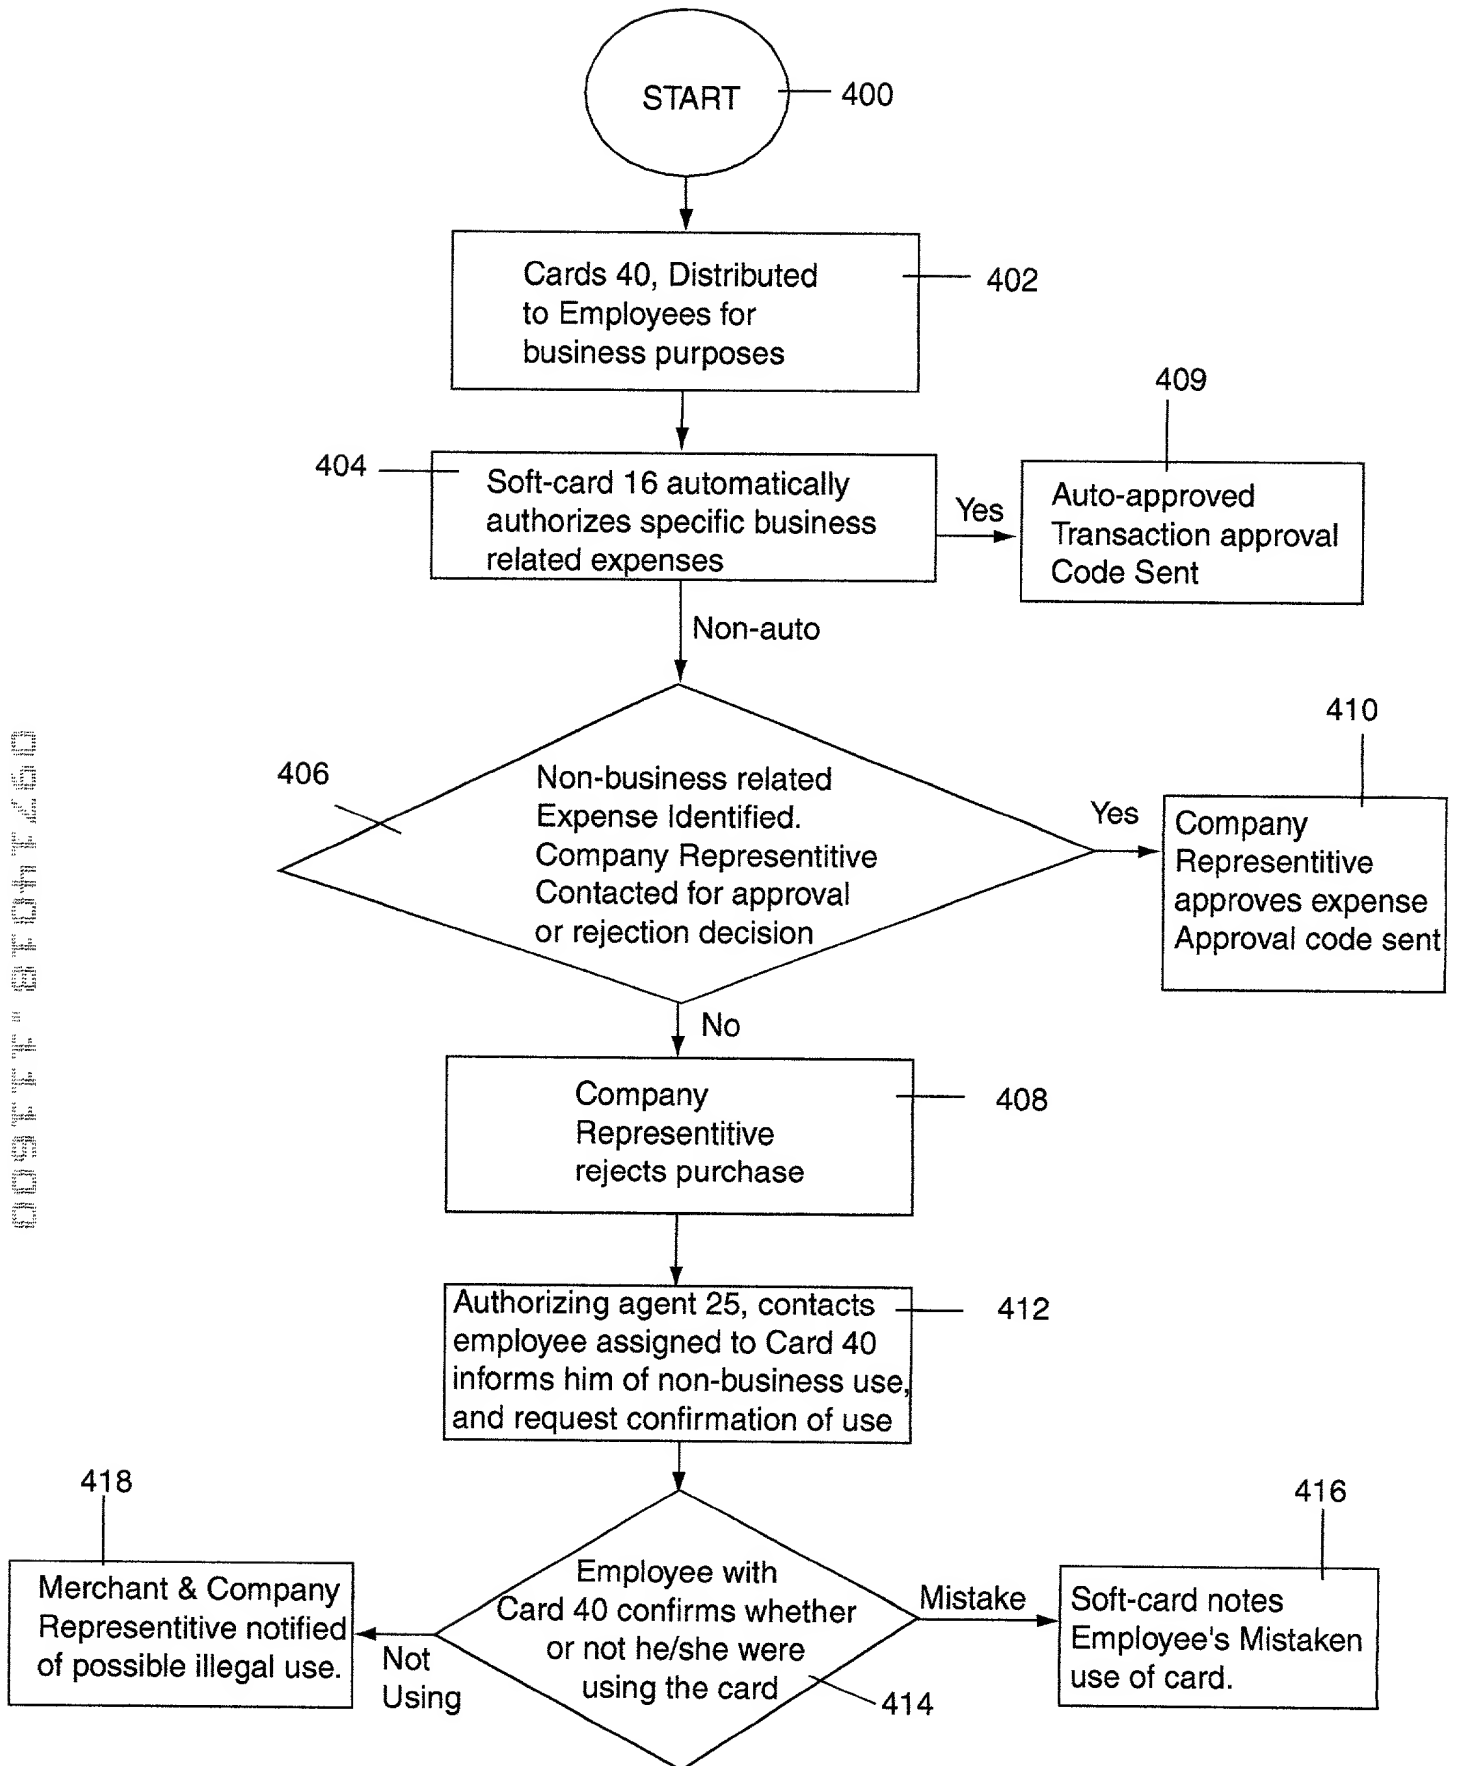 START
400
Cards 40, Distributed
to Employees for
business purposes
402
409
404
Soft-card 16 automatically
authorizes specific business
related expenses
Yes
Auto-approved
Transaction approval
Code Sent
Non-auto
410
406
Non-business related
Expense Identified.
Company Representitive
Contacted for approval
or rejection decision
Yes
Company
Representitive
approves expense
Approval code sent
No
Company
Representitive
rejects purchase
408
Authorizing agent 25, contacts
employee assigned to Card 40
informs him of non-business use,
and request confirmation of use
412
418
416
Merchant & Company
Representitive notified
of possible illegal use.
Not
Using
Employee with
Card 40 confirms whether
or not he/she were
using the card
414
Mistake
Soft-card notes
Employee's Mistaken
use of card.